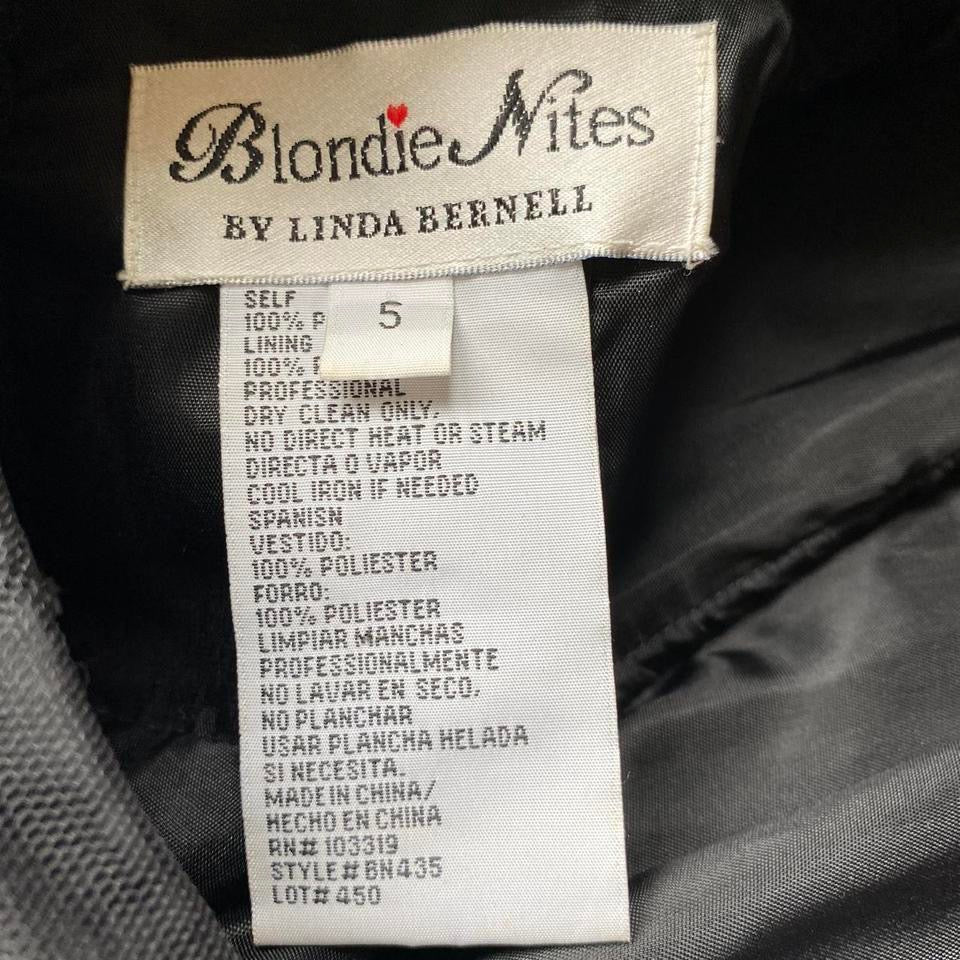 Blondie Nites
BY LINDA BERNELL
5
SELF
100% P
LINING
100%
PROFESSIONAL
DRY CLEAN ONLY.
NO DIRECT HEAT OR STEAM
DIRECTA O VAPOR
COOL IRON IF NEEDED
SPANISN
VESTIDO:
100% POLIESTER
FORRO:
100% POLIESTER
LIMPIAR MANCHAS
PROFESSIONALMENTE
NO LAVAR EN SECO.
NO PLANCHAR
USAR PLANCHA HELADA
SI NECESITA.
MADE IN CHINA/
HECHO EN CHINA
RN# 103319
STYLE# BN435
LOT# 450